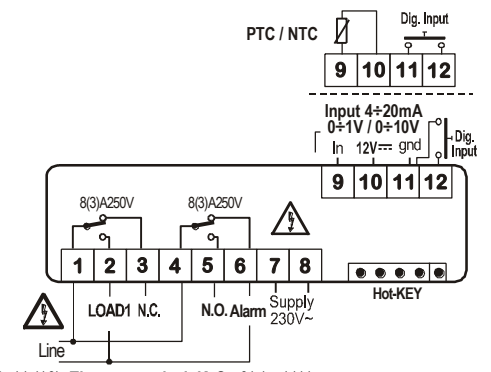 PTC / NTC
Dig. Input
9 10 11 12
Input 4÷20mA
0÷1V / 0÷10V
In 12V gnd
Dig.
Input
9 10 11 12
8(3)A250V 8(3)A250V
1 2 3 4 5 6 7 8
Hot-KEY
LOAD1 N.C. N.O. Alarm Supply
230V~
Line